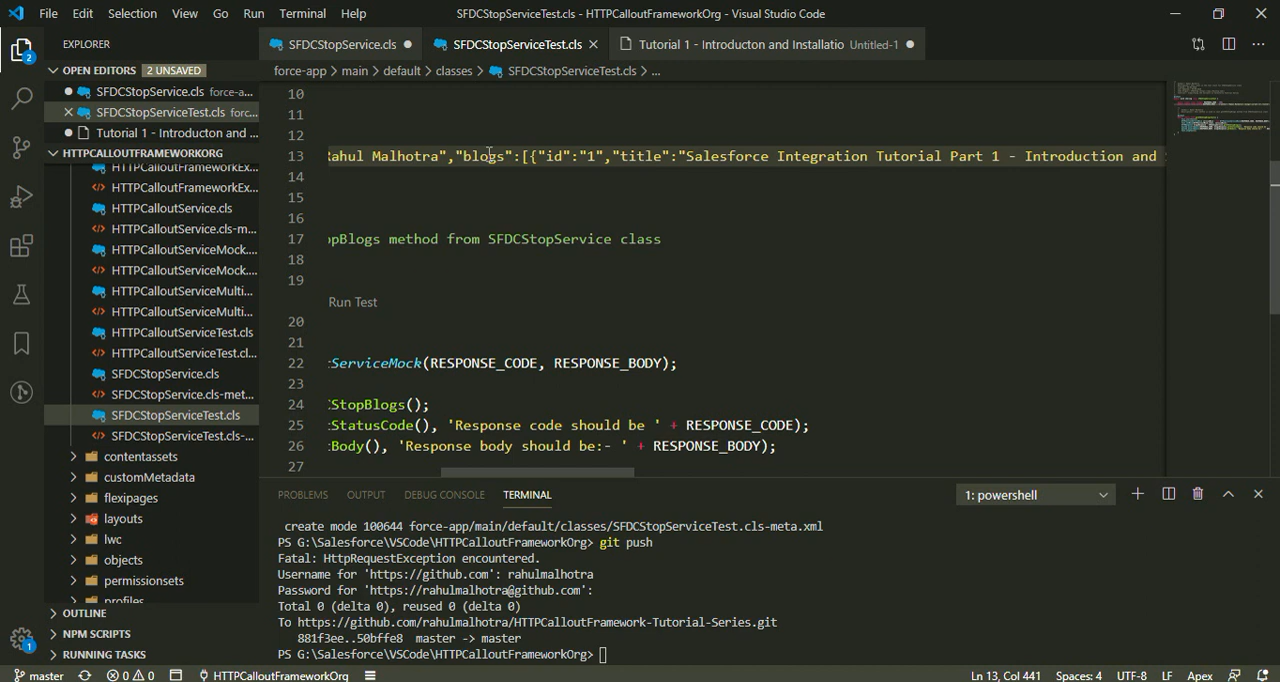 File Edit Selection View Go Run Terminal Help SFDCStopServiceTest.cls - HTTPCalloutFrameworkOrg - Visual Studio Code
EXPLORER
SFDCStopService.cls
SFDCStopServiceTest.cls
Tutorial 1 - Introducton and Installatio Untitled-1
OPEN EDITORS 2 UNSAVED
SFDCStopService.cls force-a...
SFDCStopServiceTest.cls forc...
Tutorial 1 - Introducton and ...
HTTPCALLOUTFRAMEWORKORG
HTTPCalloutFrameworkEx...
HTTPCalloutFrameworkEx...
HTTPCalloutService.cls
HTTPCalloutService.cls-m...
HTTPCalloutServiceMock....
HTTPCalloutServiceMock....
HTTPCalloutServiceMulti...
HTTPCalloutServiceMulti...
HTTPCalloutServiceTest.cls
HTTPCalloutServiceTest.cl...
SFDCStopService.cls
SFDCStopService.cls-met...
SFDCStopServiceTest.cls
SFDCStopServiceTest.cls-...
contentassets
customMetadata
flexipages
layouts
lwc
objects
permissionsets
profiles
OUTLINE
NPM SCRIPTS
RUNNING TASKS
force-app > main > default > classes > SFDCStopServiceTest.cls > ...
10
11
12
13 Rahul Malhotra","blogs":[{"id":"1","title":"Salesforce Integration Tutorial Part 1 - Introduction and
14
15
16
17 opBlogs method from SFDCStopService class
18
19
Run Test
20
21
22 ServiceMock(RESPONSE_CODE, RESPONSE_BODY);
23
24 CStopBlogs();
25 StatusCode(), 'Response code should be ' + RESPONSE_CODE);
26 Body(), 'Response body should be:- ' + RESPONSE_BODY);
27
PROBLEMS OUTPUT DEBUG CONSOLE TERMINAL 1: powershell
create mode 100644 force-app/main/default/classes/SFDCStopServiceTest.cls-meta.xml
PS G:\Salesforce\VSCode\HTTPCalloutFrameworkOrg> git push
Fatal: HttpRequestException encountered.
Username for 'https://github.com': rahulmalhotra
Password for 'https://rahulmalhotra@github.com':
Total 0 (delta 0), reused 0 (delta 0)
To https://github.com/rahulmalhotra/HTTPCalloutFramework-Tutorial-Series.git
881f3ee..50bffe8 master -> master
PS G:\Salesforce\VSCode\HTTPCalloutFrameworkOrg>
master 0 0 HTTPCalloutFrameworkOrg Ln 13, Col 441 Spaces: 4 UTF-8 LF Apex